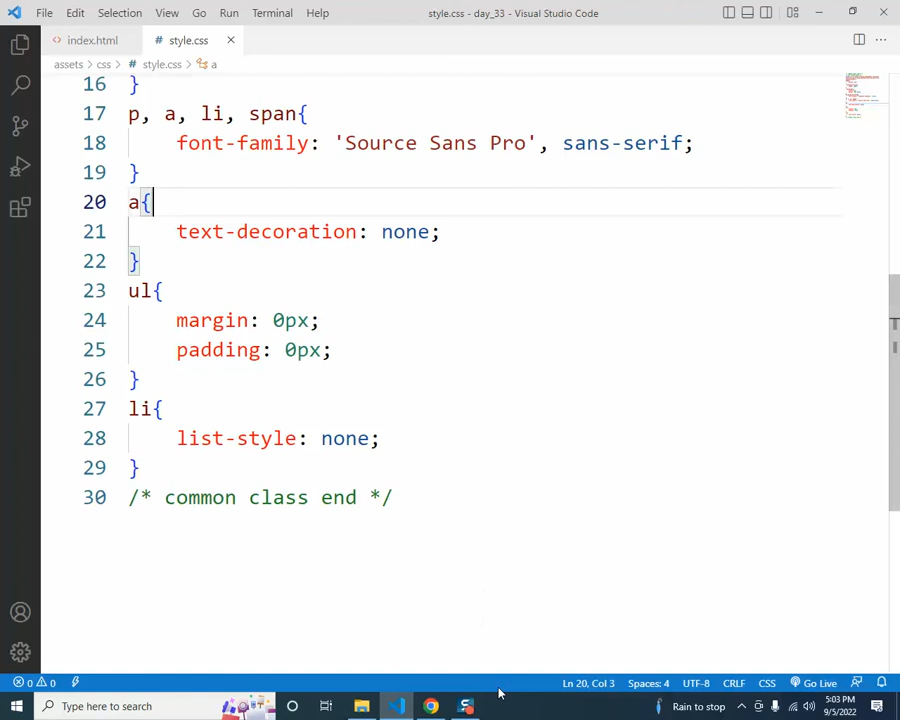 File Edit Selection View Go Run Terminal Help style.css - day_33 - Visual Studio Code
index.html style.css
assets > css > # style.css > a
16 }
17 p, a, li, span{
18 font-family: 'Source Sans Pro', sans-serif;
19 }
20 a{
21 text-decoration: none;
22 }
23 ul{
24 margin: 0px;
25 padding: 0px;
26 }
27 li{
28 list-style: none;
29 }
30 /* common class end */
0 0 Ln 20, Col 3 Spaces: 4 UTF-8 CRLF CSS Go Live
Type here to search Rain to stop 5:03 PM
9/5/2022